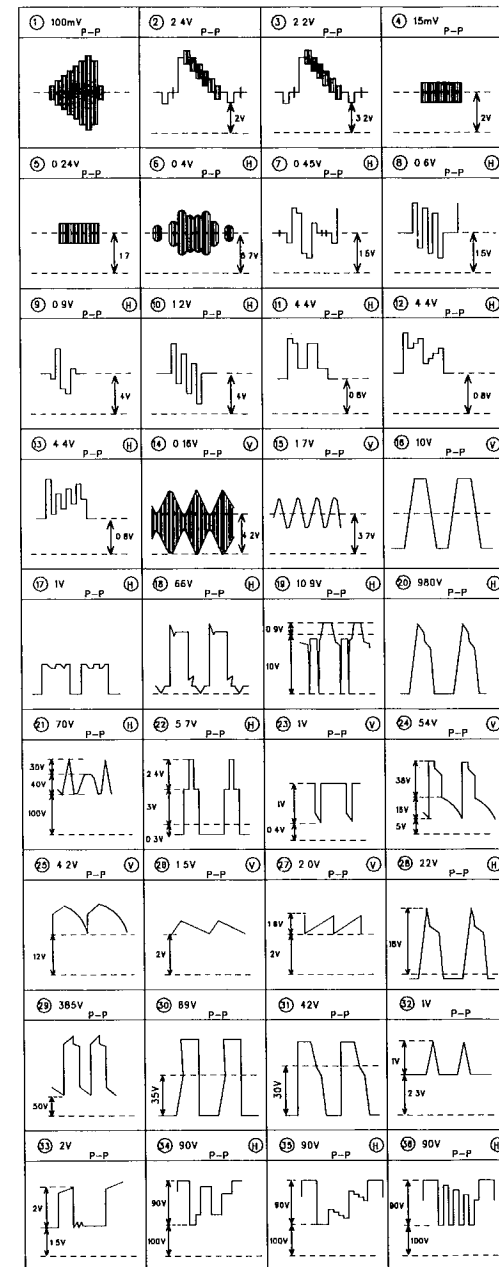 ① 100mV P-P
② 2 4V P-P
③ 2 2V P-P
④ 15mV P-P
2V
3 2V
2V
⑤ 0 24V P-P
⑥ 0 4V P-P Ⓗ
⑦ 0 45V P-P Ⓗ
⑧ 0 6V P-P Ⓗ
1 7
1 5V
1 5V
⑨ 0 9V P-P Ⓗ
⑩ 1 2V P-P Ⓗ
⑪ 4 4V P-P Ⓗ
⑫ 4 4V P-P Ⓗ
4V
4V
0 8V
0 8V
⑬ 4 4V P-P Ⓗ
⑭ 0 16V P-P Ⓥ
⑮ 1 7V P-P Ⓥ
⑯ 10V P-P Ⓥ
0 8V
4 2V
3 7V
⑰ 1V P-P Ⓗ
⑱ 66V P-P Ⓗ
⑲ 10 9V P-P Ⓗ
⑳ 980V P-P Ⓗ
0 9V
10V
㉑ 70V P-P Ⓗ
㉒ 5 7V P-P Ⓗ
㉓ 1V P-P Ⓥ
㉔ 54V P-P Ⓥ
30V
40V
100V
2 4V
3V
0 3V
1V
0 4V
15V
5V
㉕ 4 2V P-P Ⓥ
㉖ 1 5V P-P Ⓥ
㉗ 2 0V P-P Ⓥ
㉘ 22V P-P Ⓗ
12V
2V
1 8V
2V
㉙ 385V P-P
㉚ 89V P-P
㉛ 42V P-P
㉜ 1V P-P
50V
35V
30V
1V
2 3V
㉝ 2V P-P
㉞ 90V P-P Ⓗ
㉟ 90V P-P Ⓗ
㊱ 90V P-P Ⓗ
2V
1 5V
90V
100V
90V
100V
90V
100V